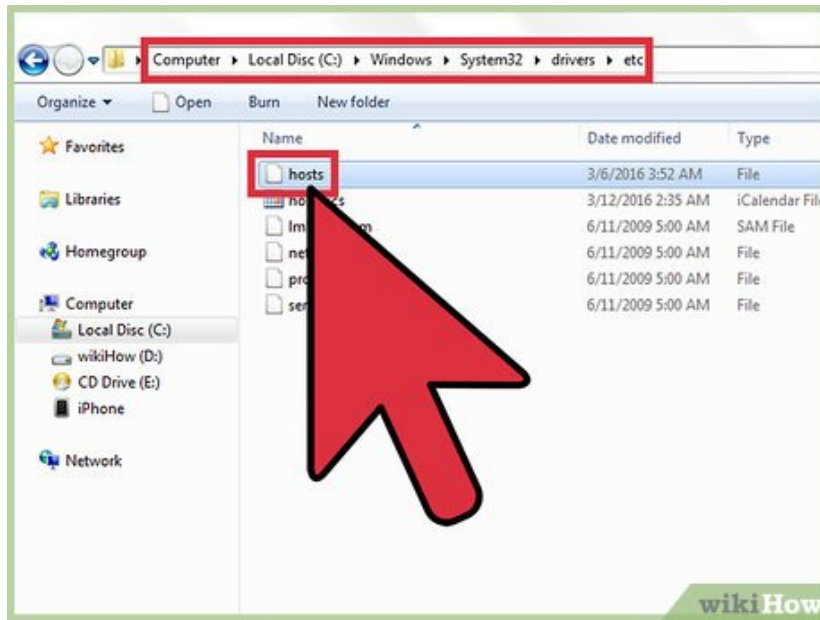 Computer ▸ Local Disc (C:) ▸ Windows ▸ System32 ▸ drivers ▸ etc
Organize ▾ Open Burn New folder
Name Date modified Type
Favorites
Libraries
Homegroup
Computer
Local Disc (C:)
wikiHow (D:)
CD Drive (E:)
iPhone
Network
hosts 3/6/2016 3:52 AM File
3/12/2016 2:35 AM iCalendar File
6/11/2009 5:00 AM SAM File
6/11/2009 5:00 AM File
6/11/2009 5:00 AM File
6/11/2009 5:00 AM File
wikiHow